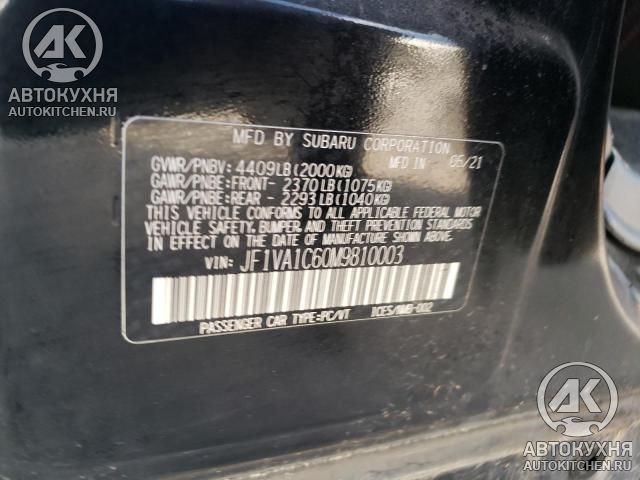 АК
АВТОКУХНЯ
AUTOKITCHEN.RU
MFD BY SUBARU CORPORATION
GVWR/PNBV: 4409LB(2000KG) MFD IN 05/21
GAWR/PNBE:FRONT- 2370LB(1075KG)
GAWR/PNBE:REAR - 2293LB(1040KG)
THIS VEHICLE CONFORMS TO ALL APPLICABLE FEDERAL MOTOR
VEHICLE SAFETY,BUMPER, AND THEFT PREVENTION STANDARDS
IN EFFECT ON THE DATE OF MANUFACTURE SHOWN ABOVE.
VIN: JF1VA1C60M9810003
PASSENGER CAR TYPE:PC/VT ICES/NMB-002
АК
АВТОКУХНЯ
AUTOKITCHEN.RU